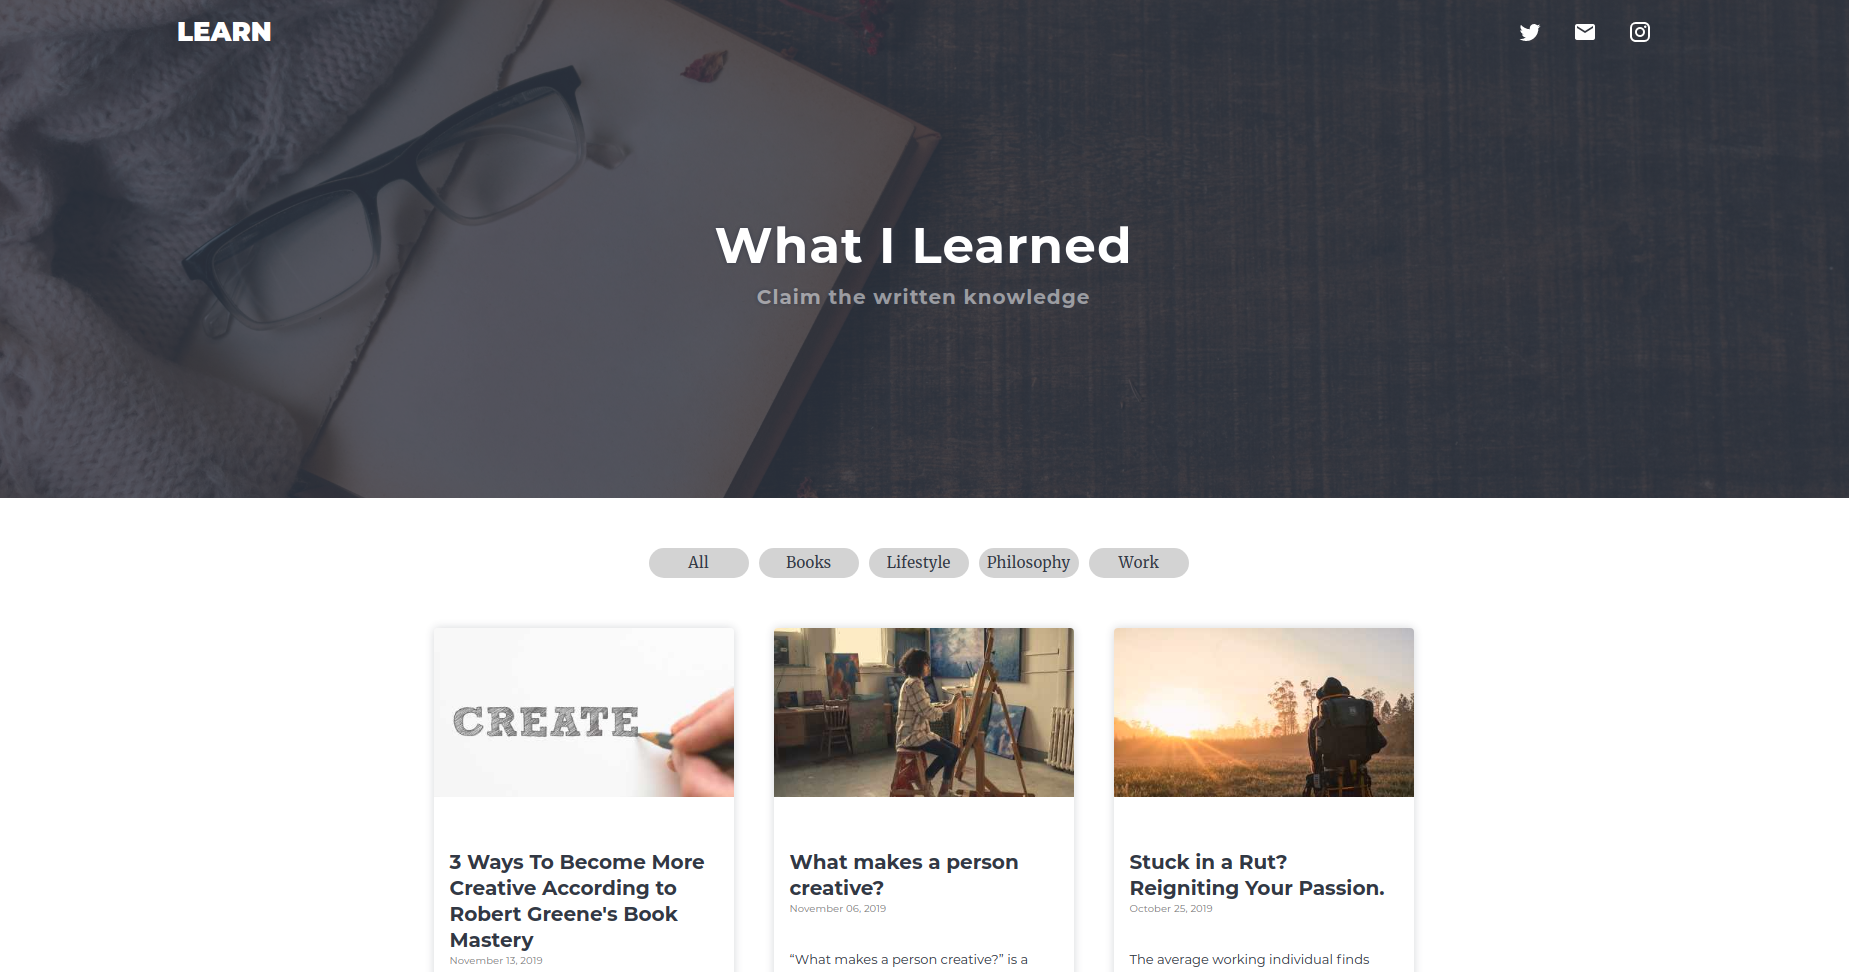 LEARN
What I Learned
Claim the written knowledge
All
Books
Lifestyle
Philosophy
Work
CREATE
3 Ways To Become More
Creative According to
Robert Greene's Book
Mastery
November 13, 2019
What makes a person
creative?
November 06, 2019
“What makes a person creative?” is a
Stuck in a Rut?
Reigniting Your Passion.
October 25, 2019
The average working individual finds